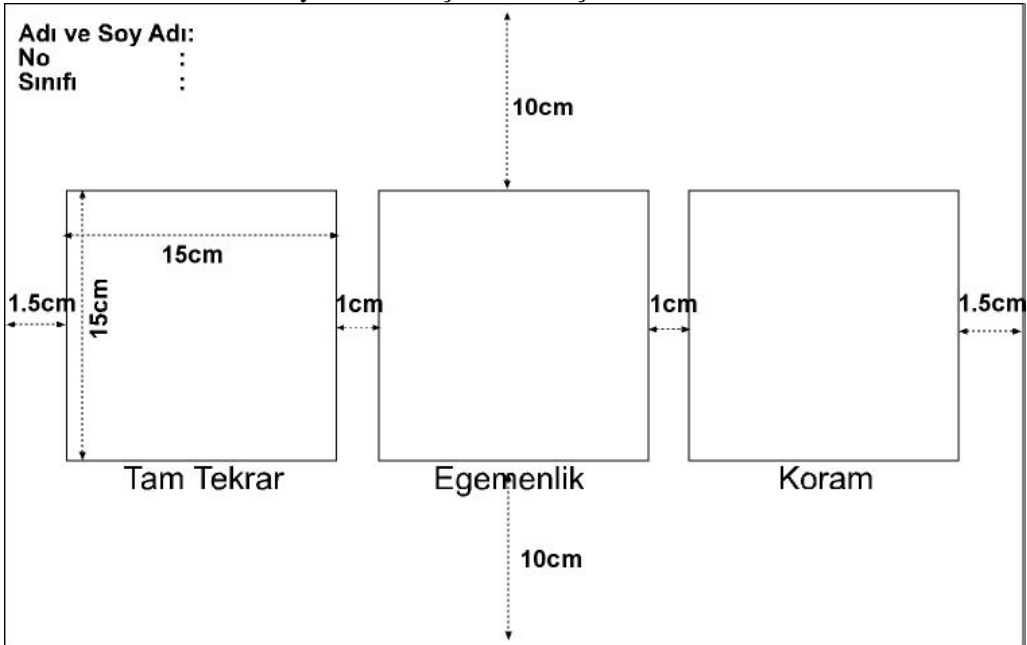 Adı ve Soy Adı:
No :
Sınıfı :
10cm
15cm
1.5cm
15cm
1cm
1cm
1.5cm
Tam Tekrar
Egemenlik
Koram
10cm